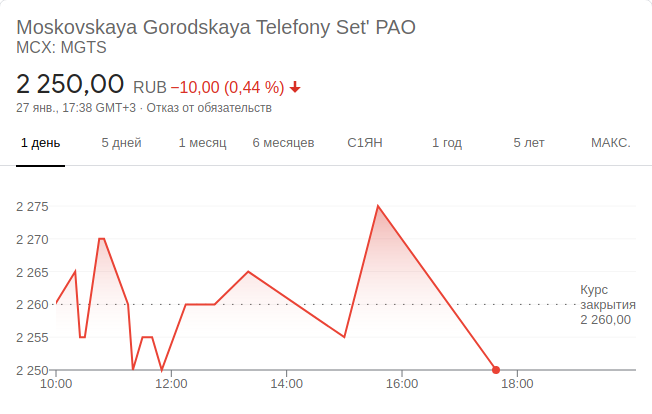 Moskovskaya Gorodskaya Telefony Set' PAO
MCX: MGTS
2 250,00 RUB −10,00 (0,44 %)
27 янв., 17:38 GMT+3 · Отказ от обязательств
1 день 5 дней 1 месяц 6 месяцев С1ЯН 1 год 5 лет МАКС.
2 275
2 270
2 265
2 260
2 255
2 250
Курс
закрытия
2 260,00
10:00 12:00 14:00 16:00 18:00